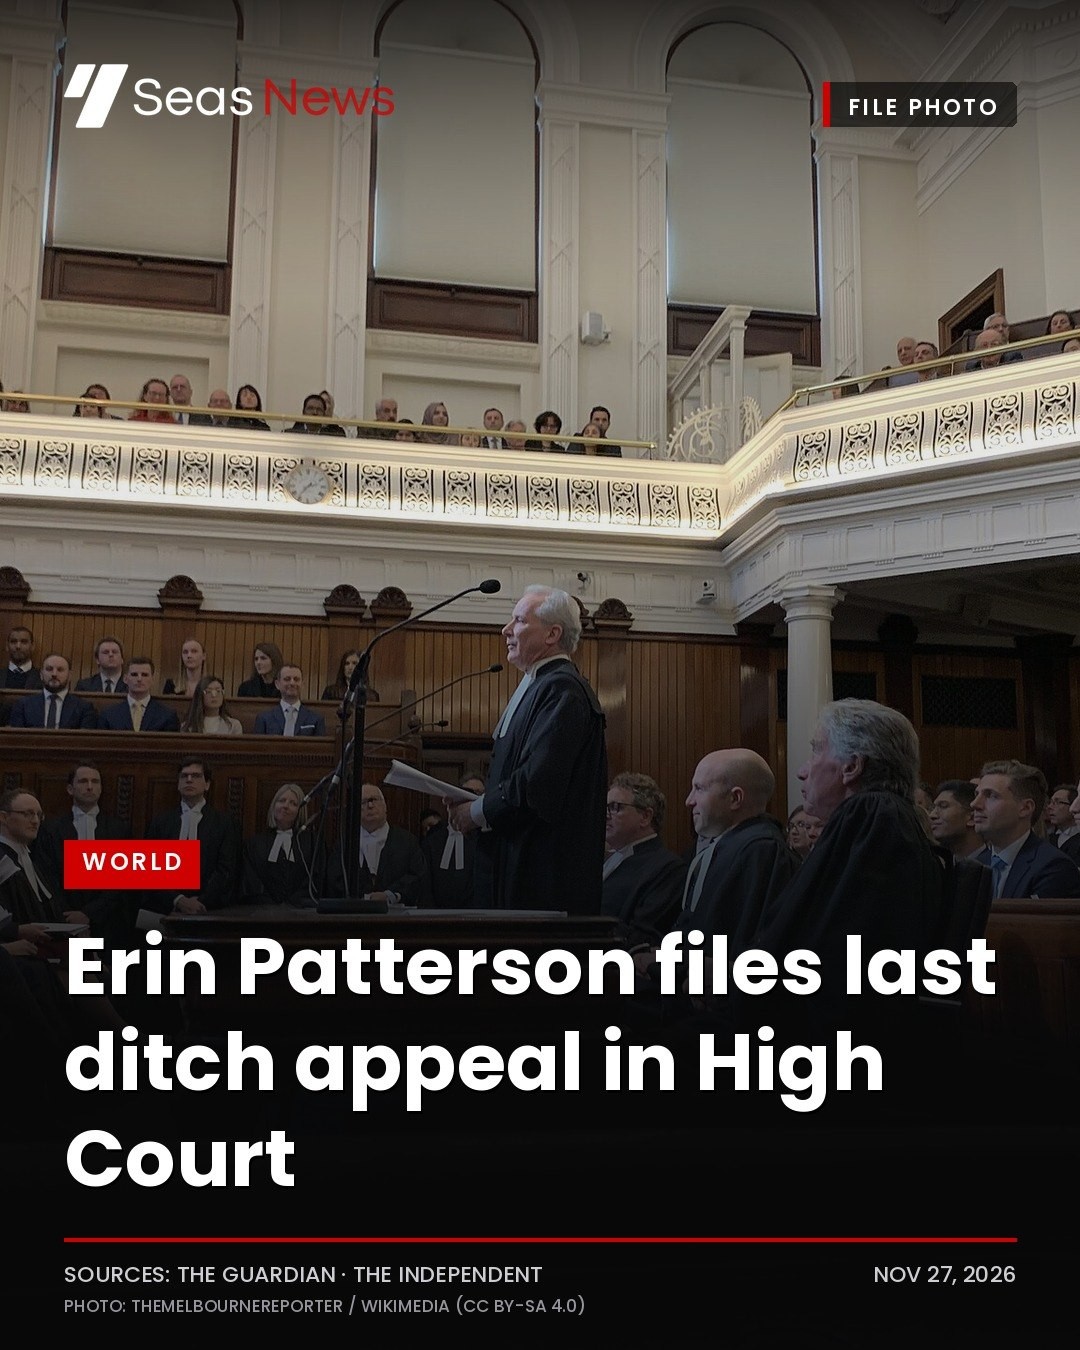 Seas News
FILE PHOTO
WORLD
Erin Patterson files last
ditch appeal in High
Court
SOURCES: THE GUARDIAN · THE INDEPENDENT
NOV 27, 2026
PHOTO: THEMELBOURNEREPORTER / WIKIMEDIA (CC BY-SA 4.0)